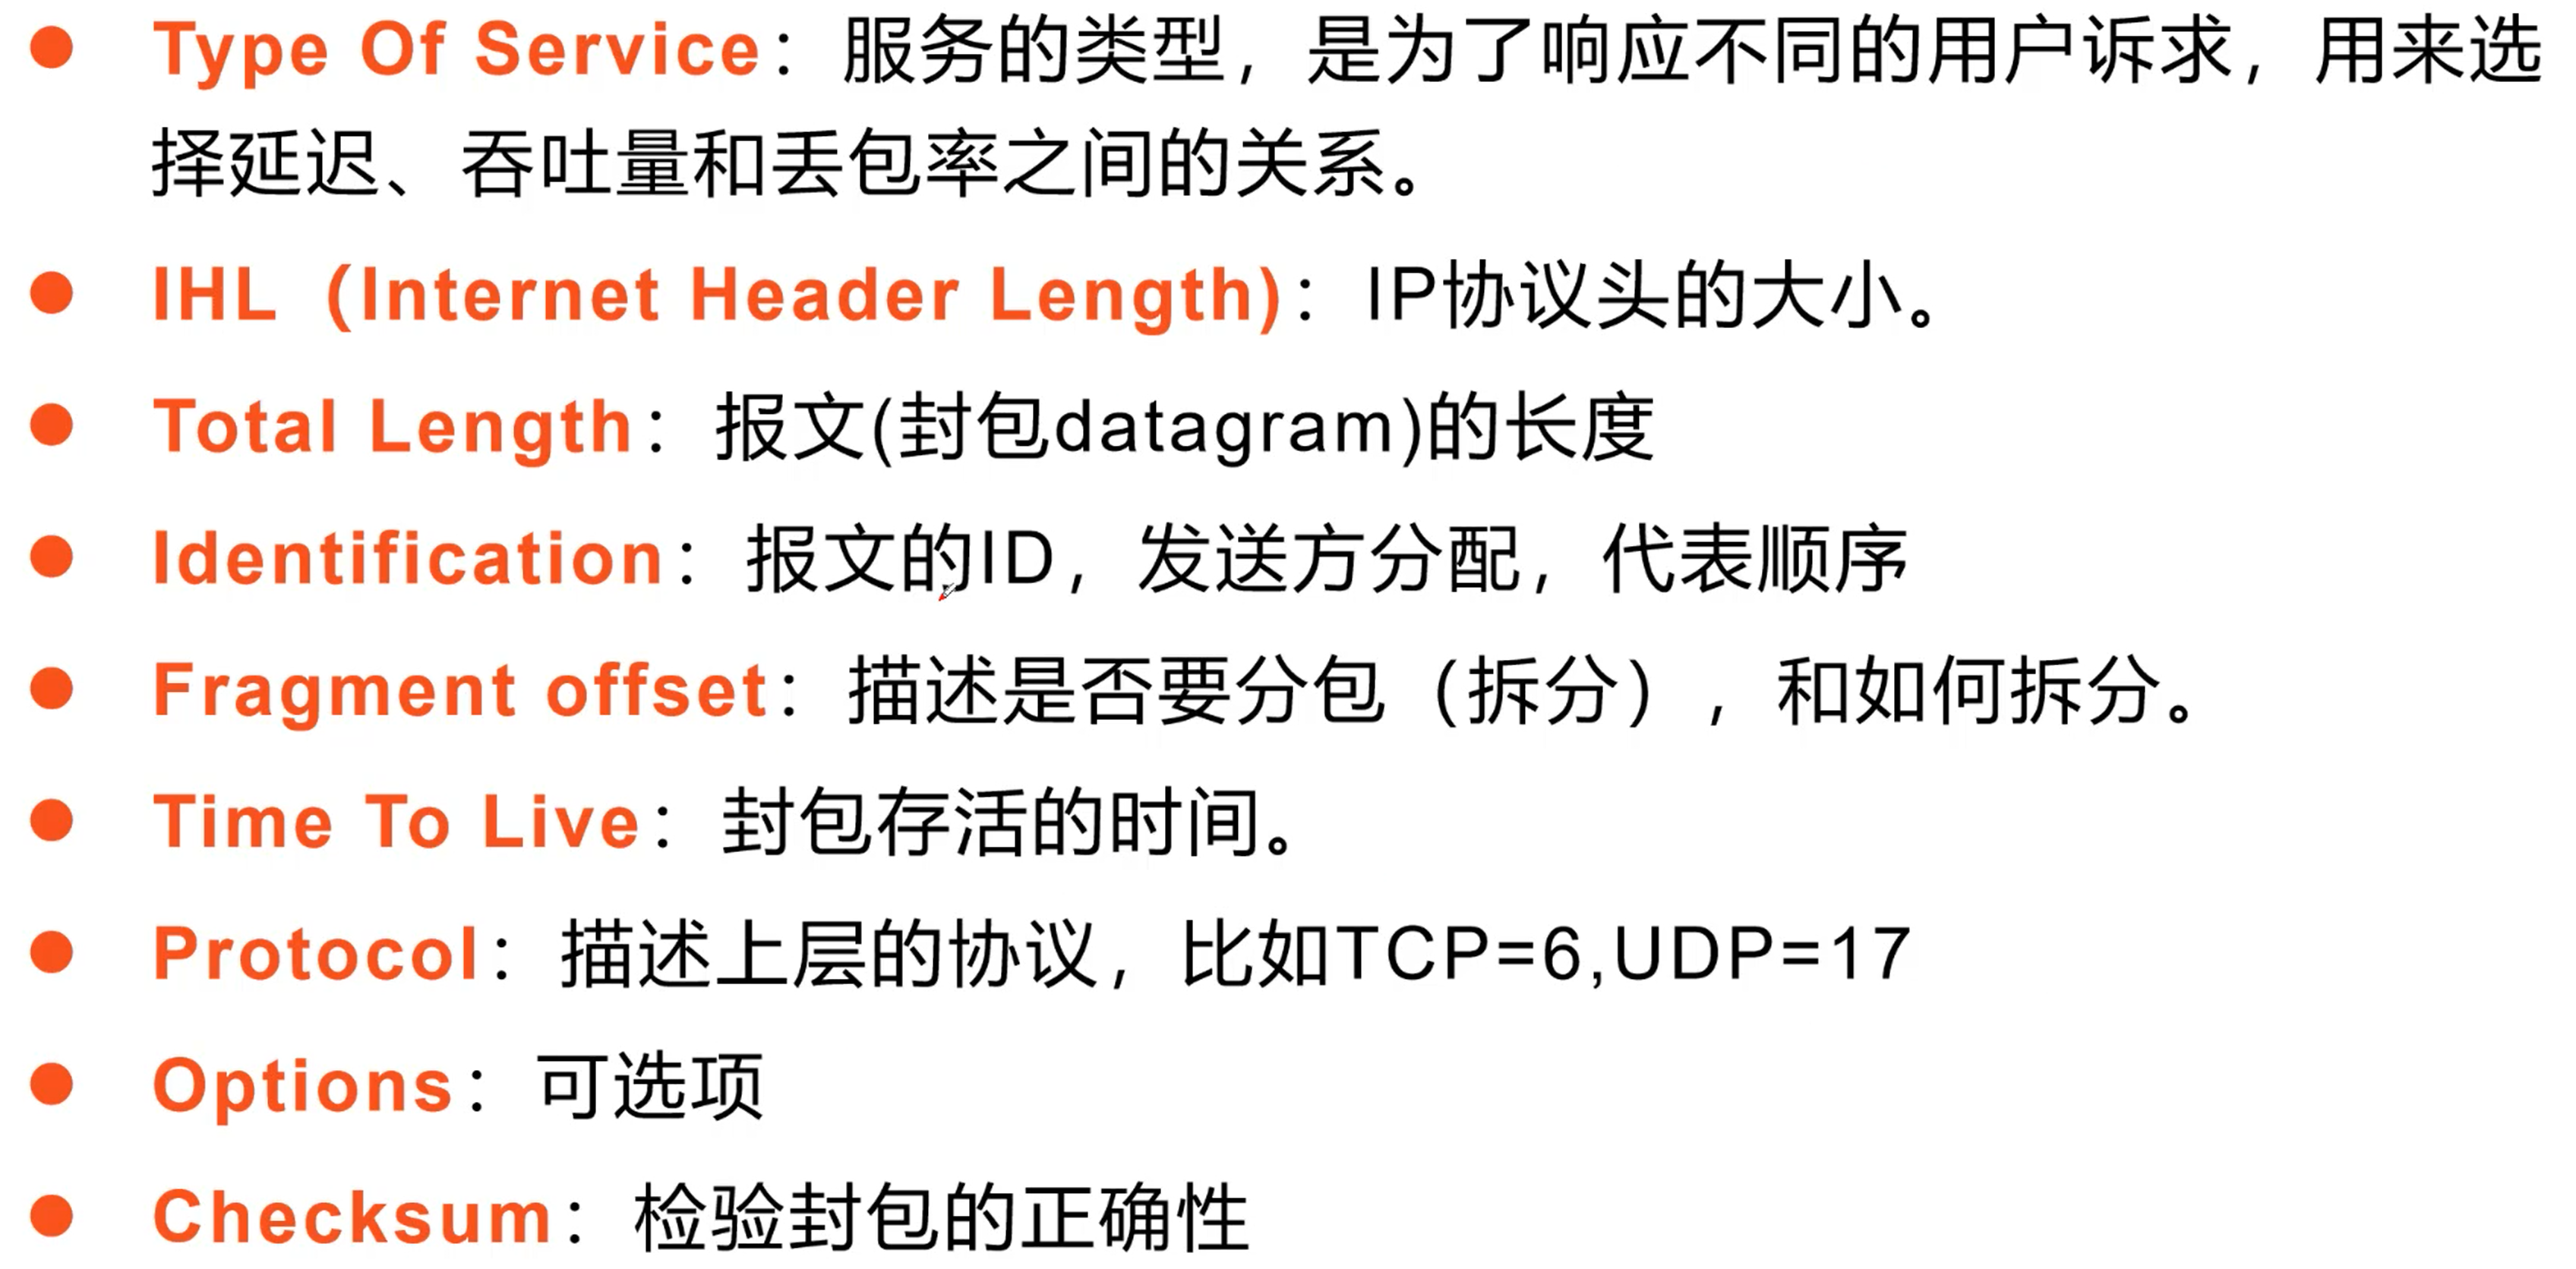 ● Type Of Service：服务的类型，是为了响应不同的用户诉求，用来选
择延迟、吞吐量和丢包率之间的关系。
● IHL（Internet Header Length)：IP协议头的大小。
● Total Length：报文(封包datagram)的长度
● Identification：报文的ID，发送方分配，代表顺序
● Fragment offset：描述是否要分包（拆分），和如何拆分。
● Time To Live：封包存活的时间。
● Protocol：描述上层的协议，比如TCP=6,UDP=17
● Options：可选项
● Checksum：检验封包的正确性